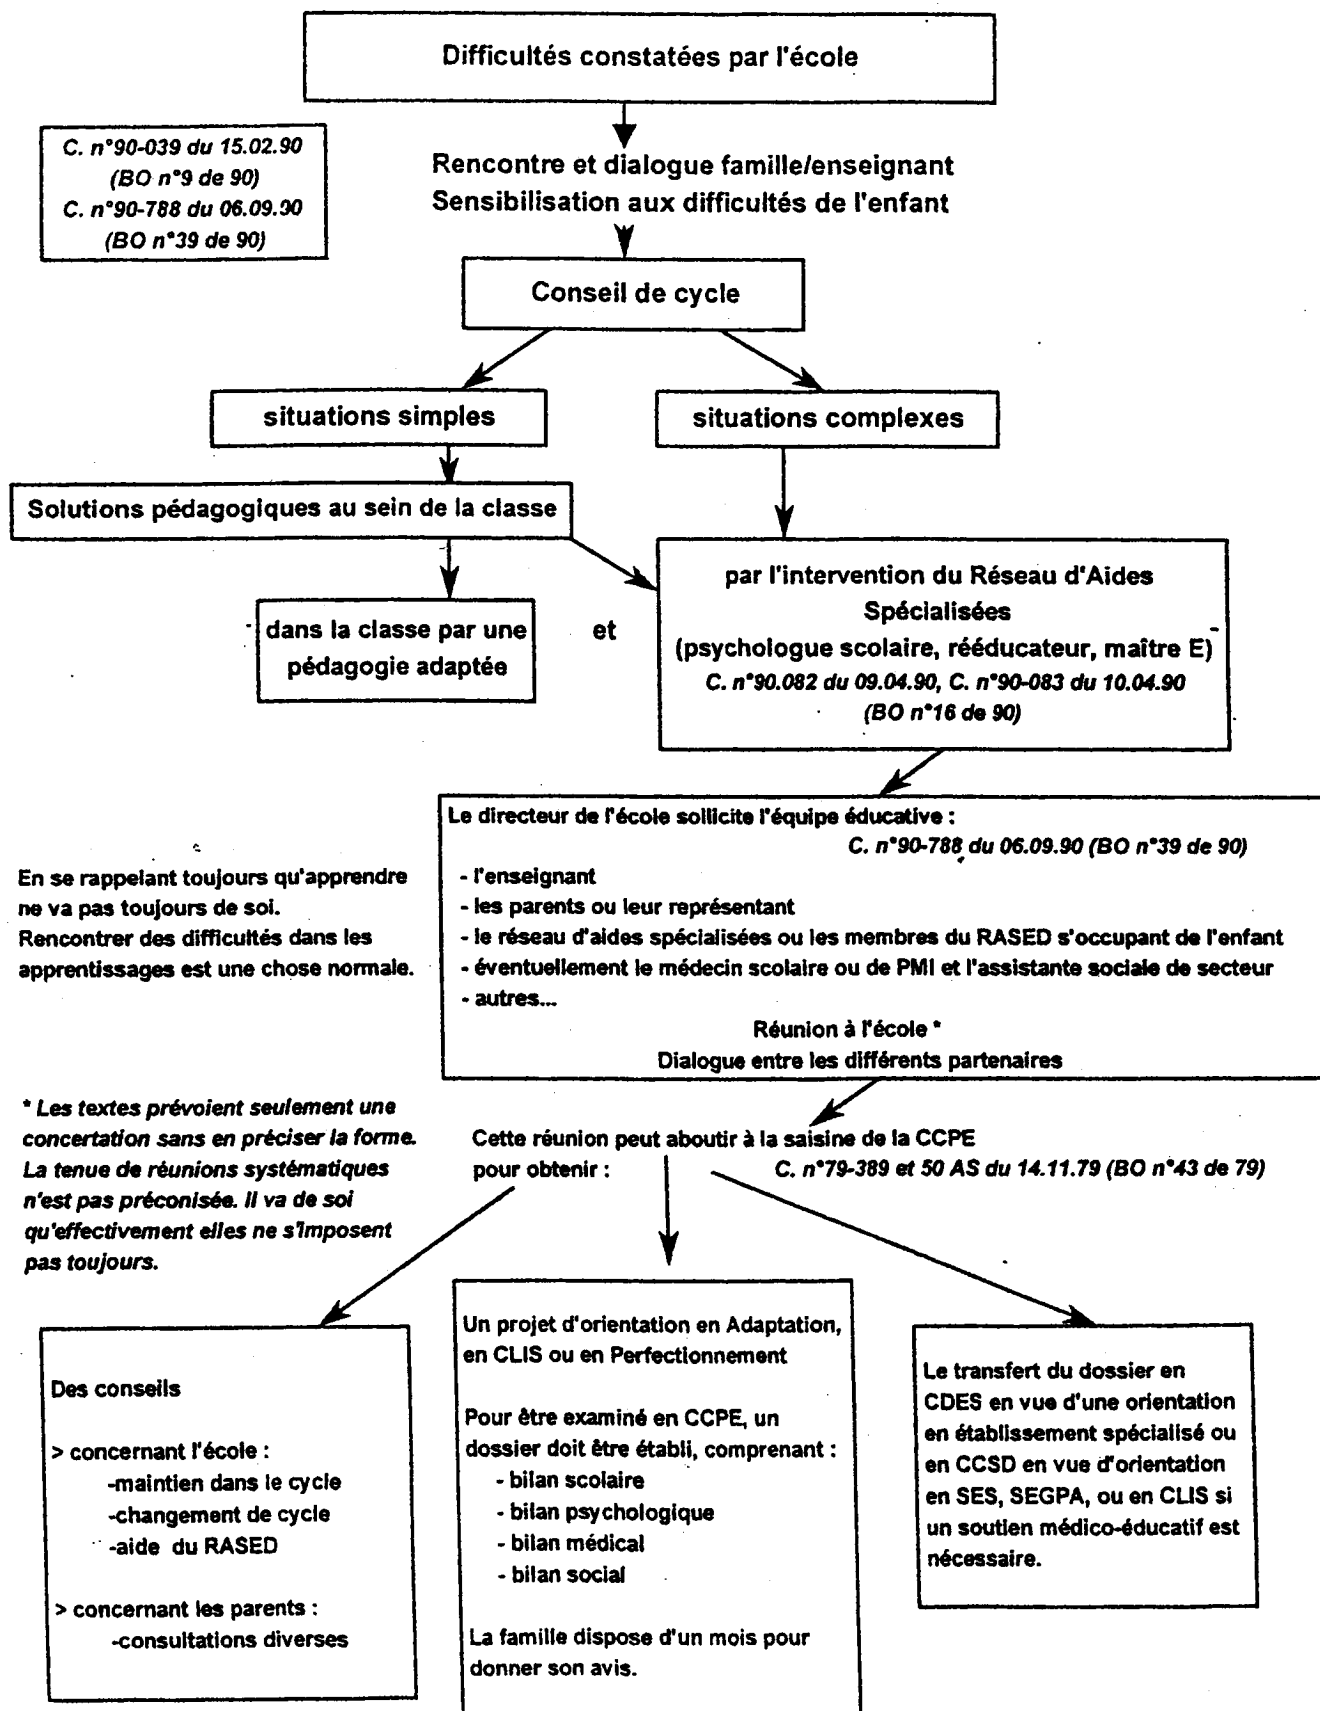 Difficultés constatées par l'école
C. n°90-039 du 15.02.90
(BO n°9 de 90)
C. n°90-788 du 06.09.90
(BO n°39 de 90)
Rencontre et dialogue famille/enseignant
Sensibilisation aux difficultés de l'enfant
Conseil de cycle
situations simples
situations complexes
Solutions pédagogiques au sein de la classe
dans la classe par une
pédagogie adaptée
et
par l'intervention du Réseau d'Aides
Spécialisées
(psychologue scolaire, rééducateur, maître E)
C. n°90.082 du 09.04.90, C. n°90-083 du 10.04.90
(BO n°16 de 90)
Le directeur de l'école sollicite l'équipe éducative :
C. n°90-788 du 06.09.90 (BO n°39 de 90)
- l'enseignant
- les parents ou leur représentant
- le réseau d'aides spécialisées ou les membres du RASED s'occupant de l'enfant
- éventuellement le médecin scolaire ou de PMI et l'assistante sociale de secteur
- autres...
Réunion à l'école *
Dialogue entre les différents partenaires
En se rappelant toujours qu'apprendre
ne va pas toujours de soi.
Rencontrer des difficultés dans les
apprentissages est une chose normale.
* Les textes prévoient seulement une
concertation sans en préciser la forme.
La tenue de réunions systématiques
n'est pas préconisée. Il va de soi
qu'effectivement elles ne s'imposent
pas toujours.
Cette réunion peut aboutir à la saisine de la CCPE
pour obtenir :
C. n°79-389 et 50 AS du 14.11.79 (BO n°43 de 79)
Des conseils
> concernant l'école :
-maintien dans le cycle
-changement de cycle
-aide du RASED
> concernant les parents :
-consultations diverses
Un projet d'orientation en Adaptation,
en CLIS ou en Perfectionnement
Pour être examiné en CCPE, un
dossier doit être établi, comprenant :
- bilan scolaire
- bilan psychologique
- bilan médical
- bilan social
La famille dispose d'un mois pour
donner son avis.
Le transfert du dossier en
CDES en vue d'une orientation
en établissement spécialisé ou
en CCSD en vue d'orientation
en SES, SEGPA, ou en CLIS si
un soutien médico-éducatif est
nécessaire.